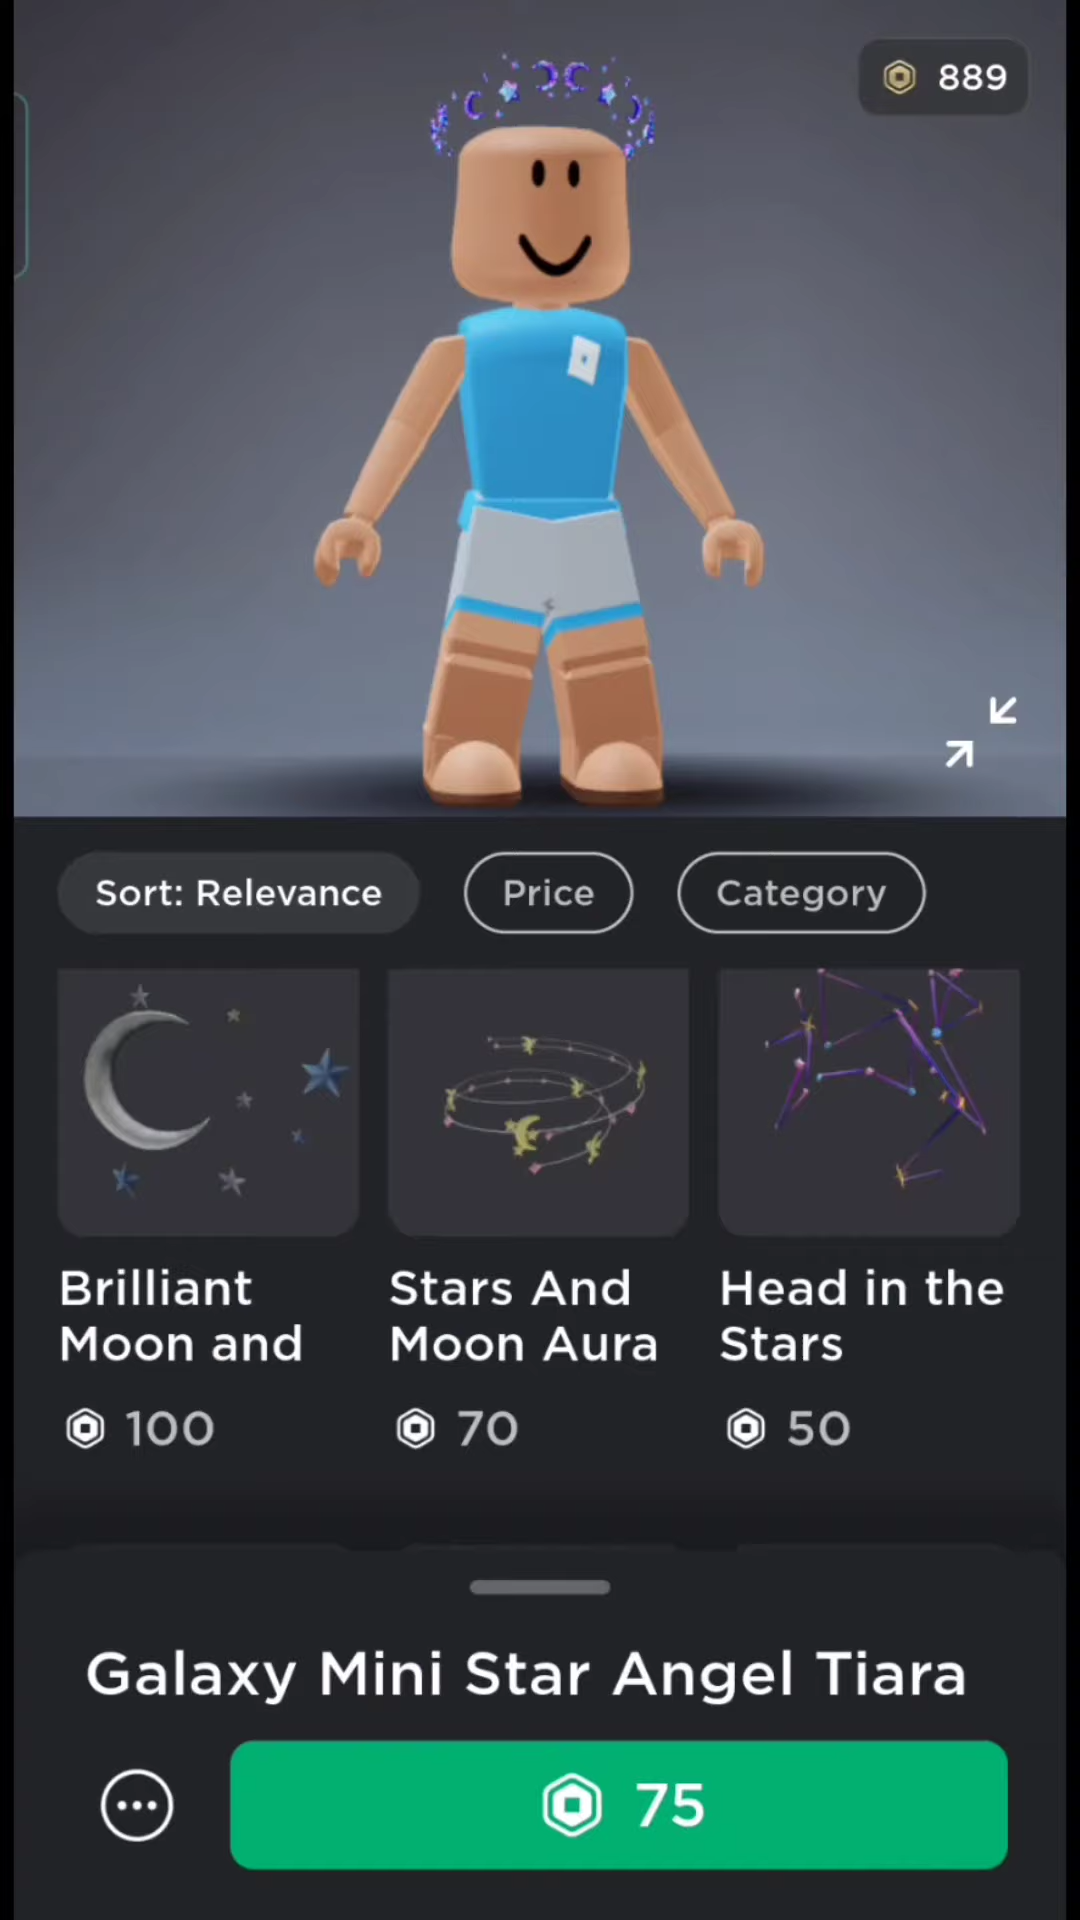 889
Sort: Relevance
Price
Category
Brilliant
Moon and
100
Stars And
Moon Aura
70
Head in the
Stars
50
Galaxy Mini Star Angel Tiara
75